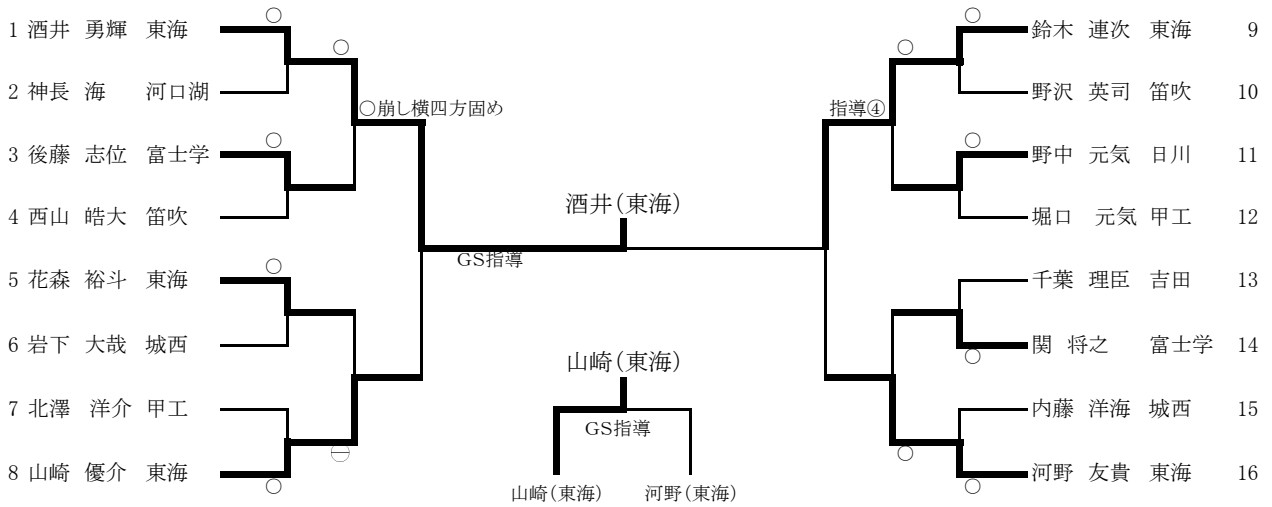 1 酒井 勇輝 東海
2 神長 海 河口湖
3 後藤 志位 富士学
4 西山 皓大 笛吹
5 花森 裕斗 東海
6 岩下 大哉 城西
7 北澤 洋介 甲工
8 山崎 優介 東海
○
○
○崩し横四方固め
○
○
○
㊀
酒井(東海)
GS指導
山崎(東海)
GS指導
山崎(東海) 河野(東海)
○
○
指導④
○
○
○
○
鈴木 連次 東海 9
野沢 英司 笛吹 10
野中 元気 日川 11
堀口 元気 甲工 12
千葉 理臣 吉田 13
関 将之 富士学 14
内藤 洋海 城西 15
河野 友貴 東海 16